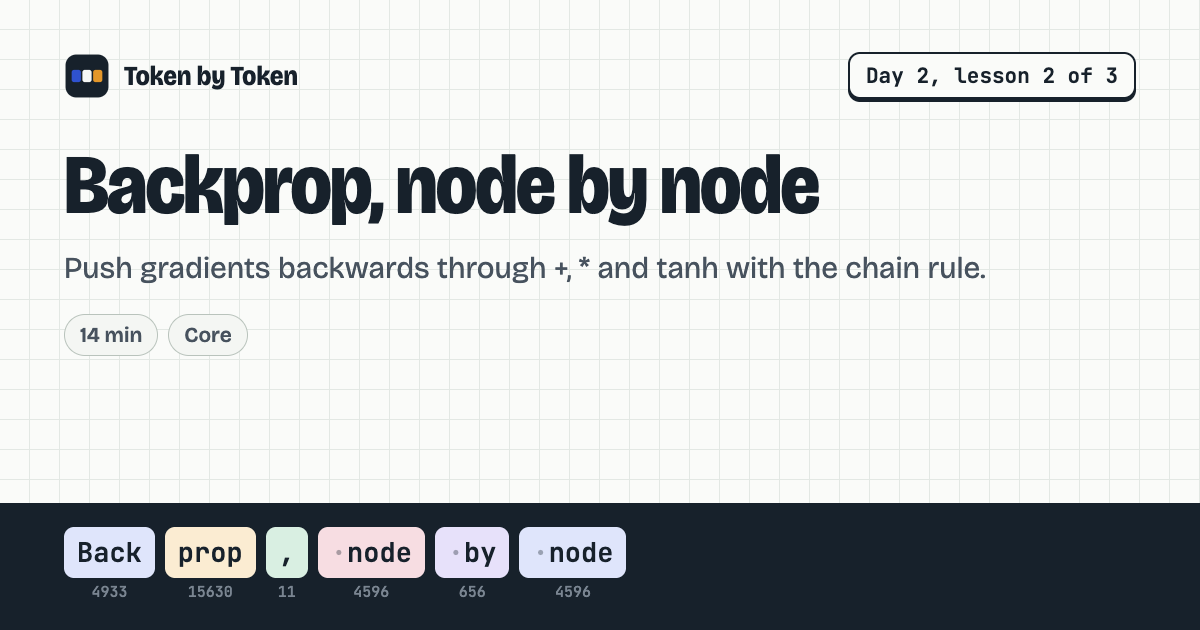 Token by Token
Day 2, lesson 2 of 3
Backprop, node by node
Push gradients backwards through +, * and tanh with the chain rule.
14 min Core
Back prop , ·node ·by ·node
4933 15630 11 4596 656 4596